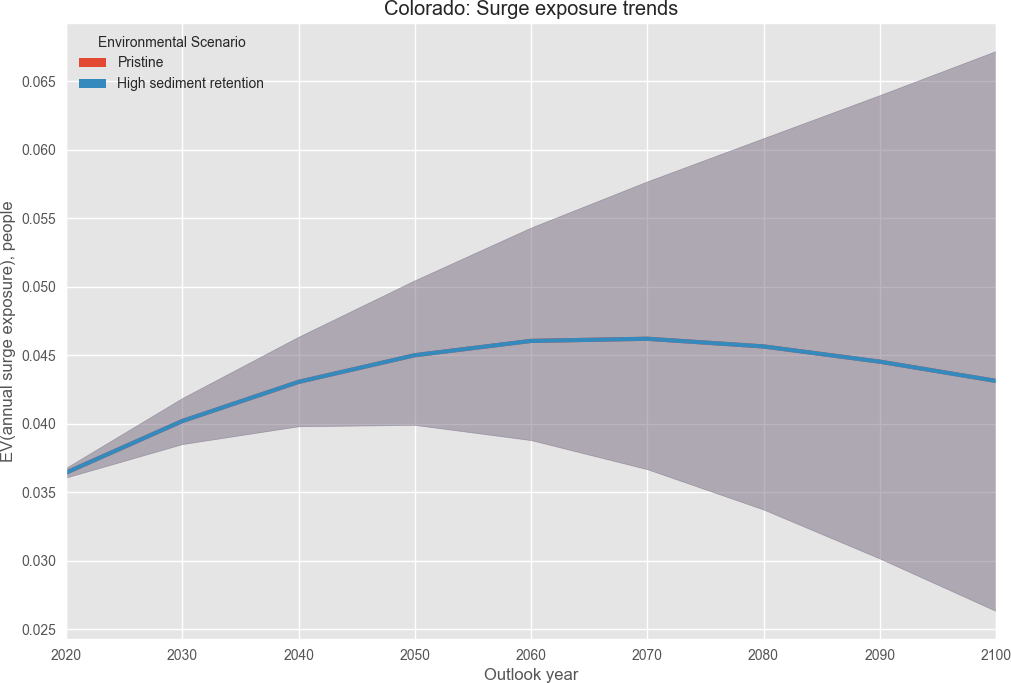 Colorado: Surge exposure trends
Environmental Scenario
Pristine
High sediment retention
EV(annual surge exposure), people
0.065
0.060
0.055
0.050
0.045
0.040
0.035
0.030
0.025
2020 2030 2040 2050 2060 2070 2080 2090 2100
Outlook year